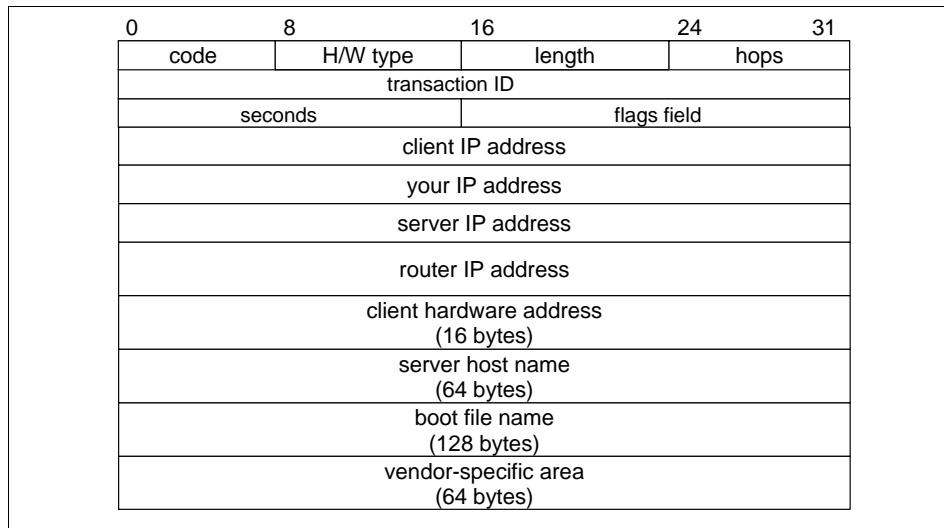 0 8 16 24 31
code H/W type length hops
transaction ID
seconds flags field
client IP address
your IP address
server IP address
router IP address
client hardware address
(16 bytes)
server host name
(64 bytes)
boot file name
(128 bytes)
vendor-specific area
(64 bytes)